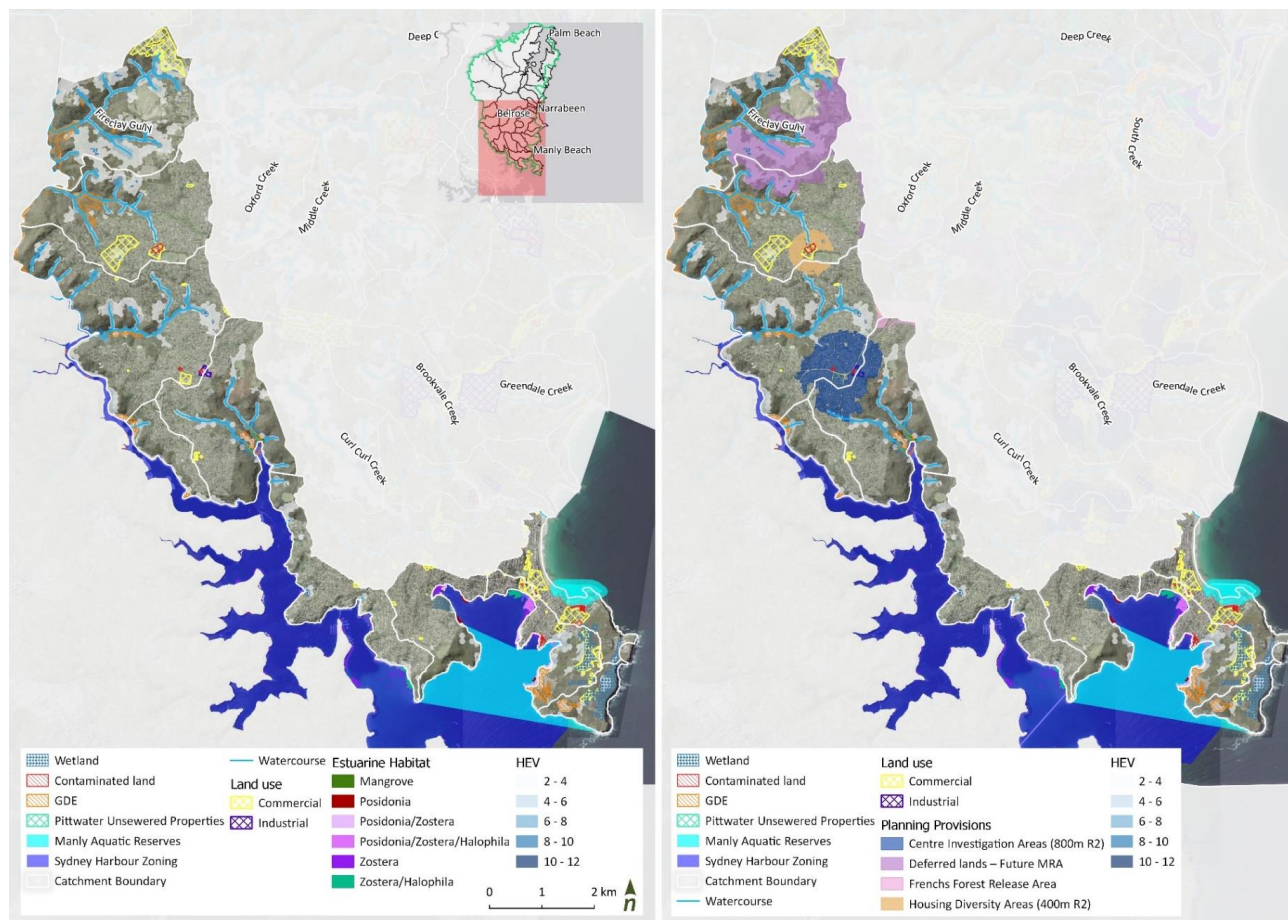 Deep C
Palm Beach
Narrabeen
Belrose
Manly Beach
Fireclay Gully
Oxford Creek
Middle Creek
Brookvale Creek
Greendale Creek
Curl Curl Creek
Wetland
Contaminated land
GDE
Pittwater Unsewered Properties
Manly Aquatic Reserves
Sydney Harbour Zoning
Catchment Boundary
Watercourse
Land use
Commercial
Industrial
Estuarine Habitat
Mangrove
Posidonia
Posidonia/Zostera
Posidonia/Zostera/Halophila
Zostera
Zostera/Halophila
HEV
2 - 4
4 - 6
6 - 8
8 - 10
10 - 12
0 1 2 km
n
Deep Creek
Fireclay Gully
South Creek
Oxford Creek
Middle Creek
Brookvale Creek
Greendale Creek
Curl Curl Creek
Wetland
Contaminated land
GDE
Pittwater Unsewered Properties
Manly Aquatic Reserves
Sydney Harbour Zoning
Catchment Boundary
Watercourse
Land use
Commercial
Industrial
Planning Provisions
Centre Investigation Areas (800m R2)
Deferred lands – Future MRA
Frenchs Forest Release Area
Housing Diversity Areas (400m R2)
HEV
2 - 4
4 - 6
6 - 8
8 - 10
10 - 12